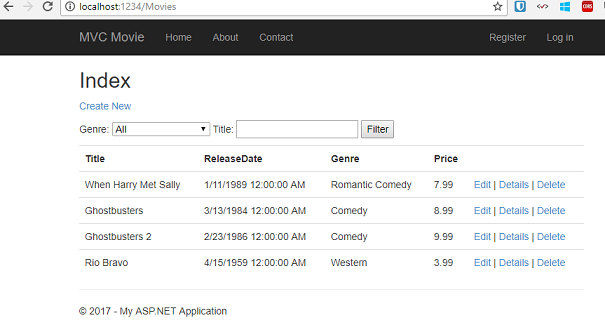 localhost:1234/Movies
MVC Movie Home About Contact Register Log in
Index
Create New
Genre: All Title: Filter
Title ReleaseDate Genre Price
When Harry Met Sally 1/11/1989 12:00:00 AM Romantic Comedy 7.99 Edit | Details | Delete
Ghostbusters 3/13/1984 12:00:00 AM Comedy 8.99 Edit | Details | Delete
Ghostbusters 2 2/23/1986 12:00:00 AM Comedy 9.99 Edit | Details | Delete
Rio Bravo 4/15/1959 12:00:00 AM Western 3.99 Edit | Details | Delete
© 2017 - My ASP.NET Application